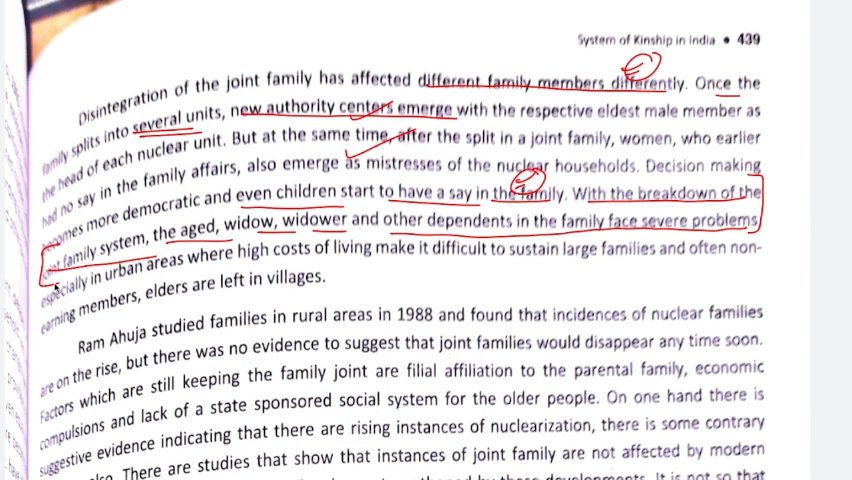 System of Kinship in India • 439
Disintegration of the joint family has affected different family members differently. Once the
family splits into several units, new authority centers emerge with the respective eldest male member as
the head of each nuclear unit. But at the same time, after the split in a joint family, women, who earlier
had no say in the family affairs, also emerge as mistresses of the nuclear households. Decision making
becomes more democratic and even children start to have a say in the family. With the breakdown of the
joint family system, the aged, widow, widower and other dependents in the family face severe problems
especially in urban areas where high costs of living make it difficult to sustain large families and often non-
earning members, elders are left in villages.
Ram Ahuja studied families in rural areas in 1988 and found that incidences of nuclear families
are on the rise, but there was no evidence to suggest that joint families would disappear any time soon.
Factors which are still keeping the family joint are filial affiliation to the parental family, economic
compulsions and lack of a state sponsored social system for the older people. On one hand there is
suggestive evidence indicating that there are rising instances of nuclearization, there is some contrary
also. There are studies that show that instances of joint family are not affected by modern
by these developments. It is not so that